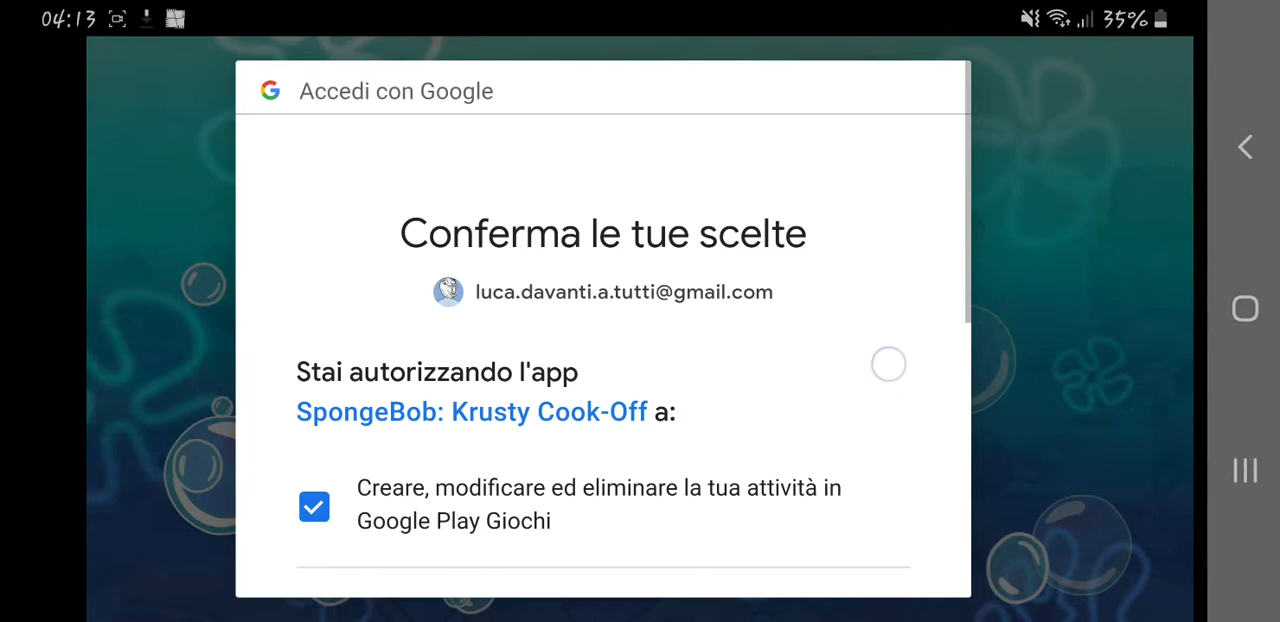 04:13
35%
Accedi con Google
Conferma le tue scelte
luca.davanti.a.tutti@gmail.com
Stai autorizzando l'app
SpongeBob: Krusty Cook-Off a:
Creare, modificare ed eliminare la tua attività in
Google Play Giochi